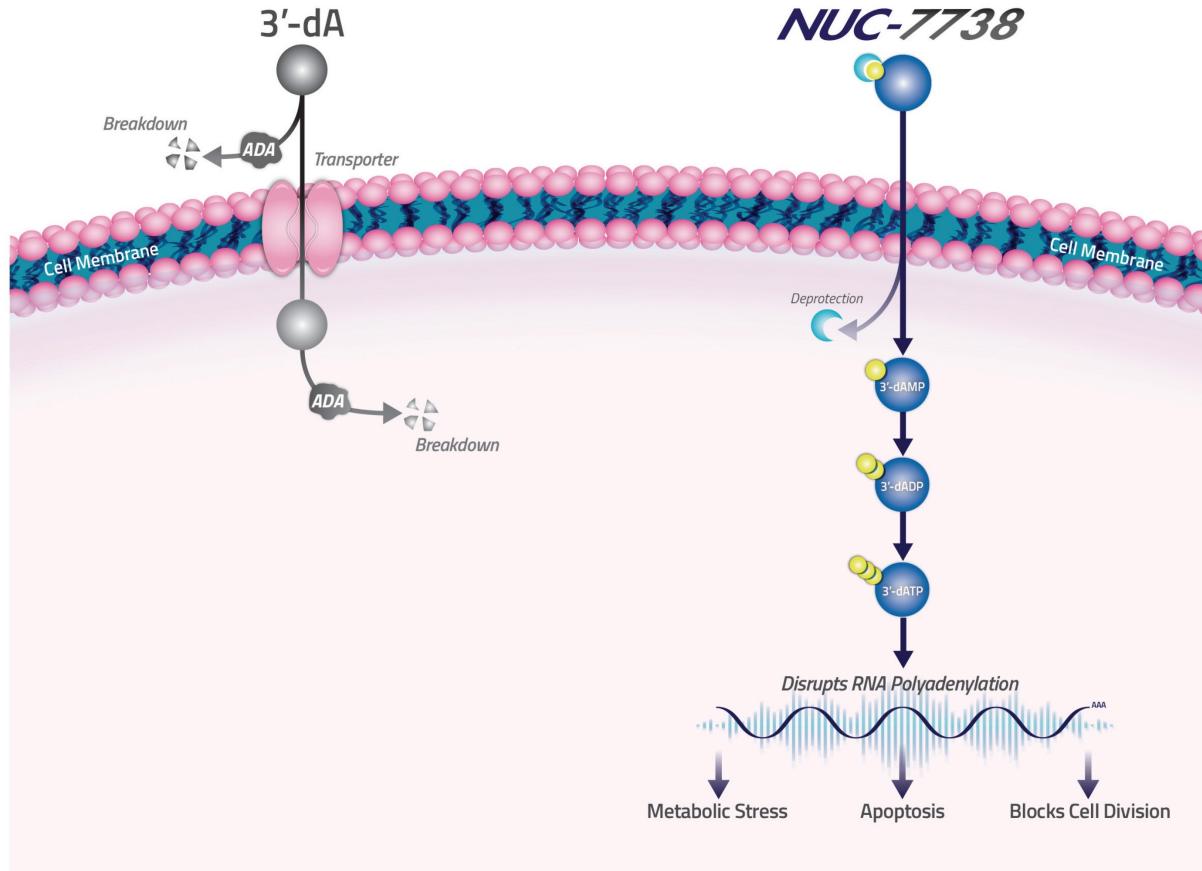 3′-dA
NUC-7738
Breakdown
ADA
Transporter
Cell Membrane
Cell Membrane
Deprotection
3′-dAMP
ADA
Breakdown
3′-dADP
3′-dATP
Disrupts RNA Polyadenylation
AAA
Metabolic Stress
Apoptosis
Blocks Cell Division